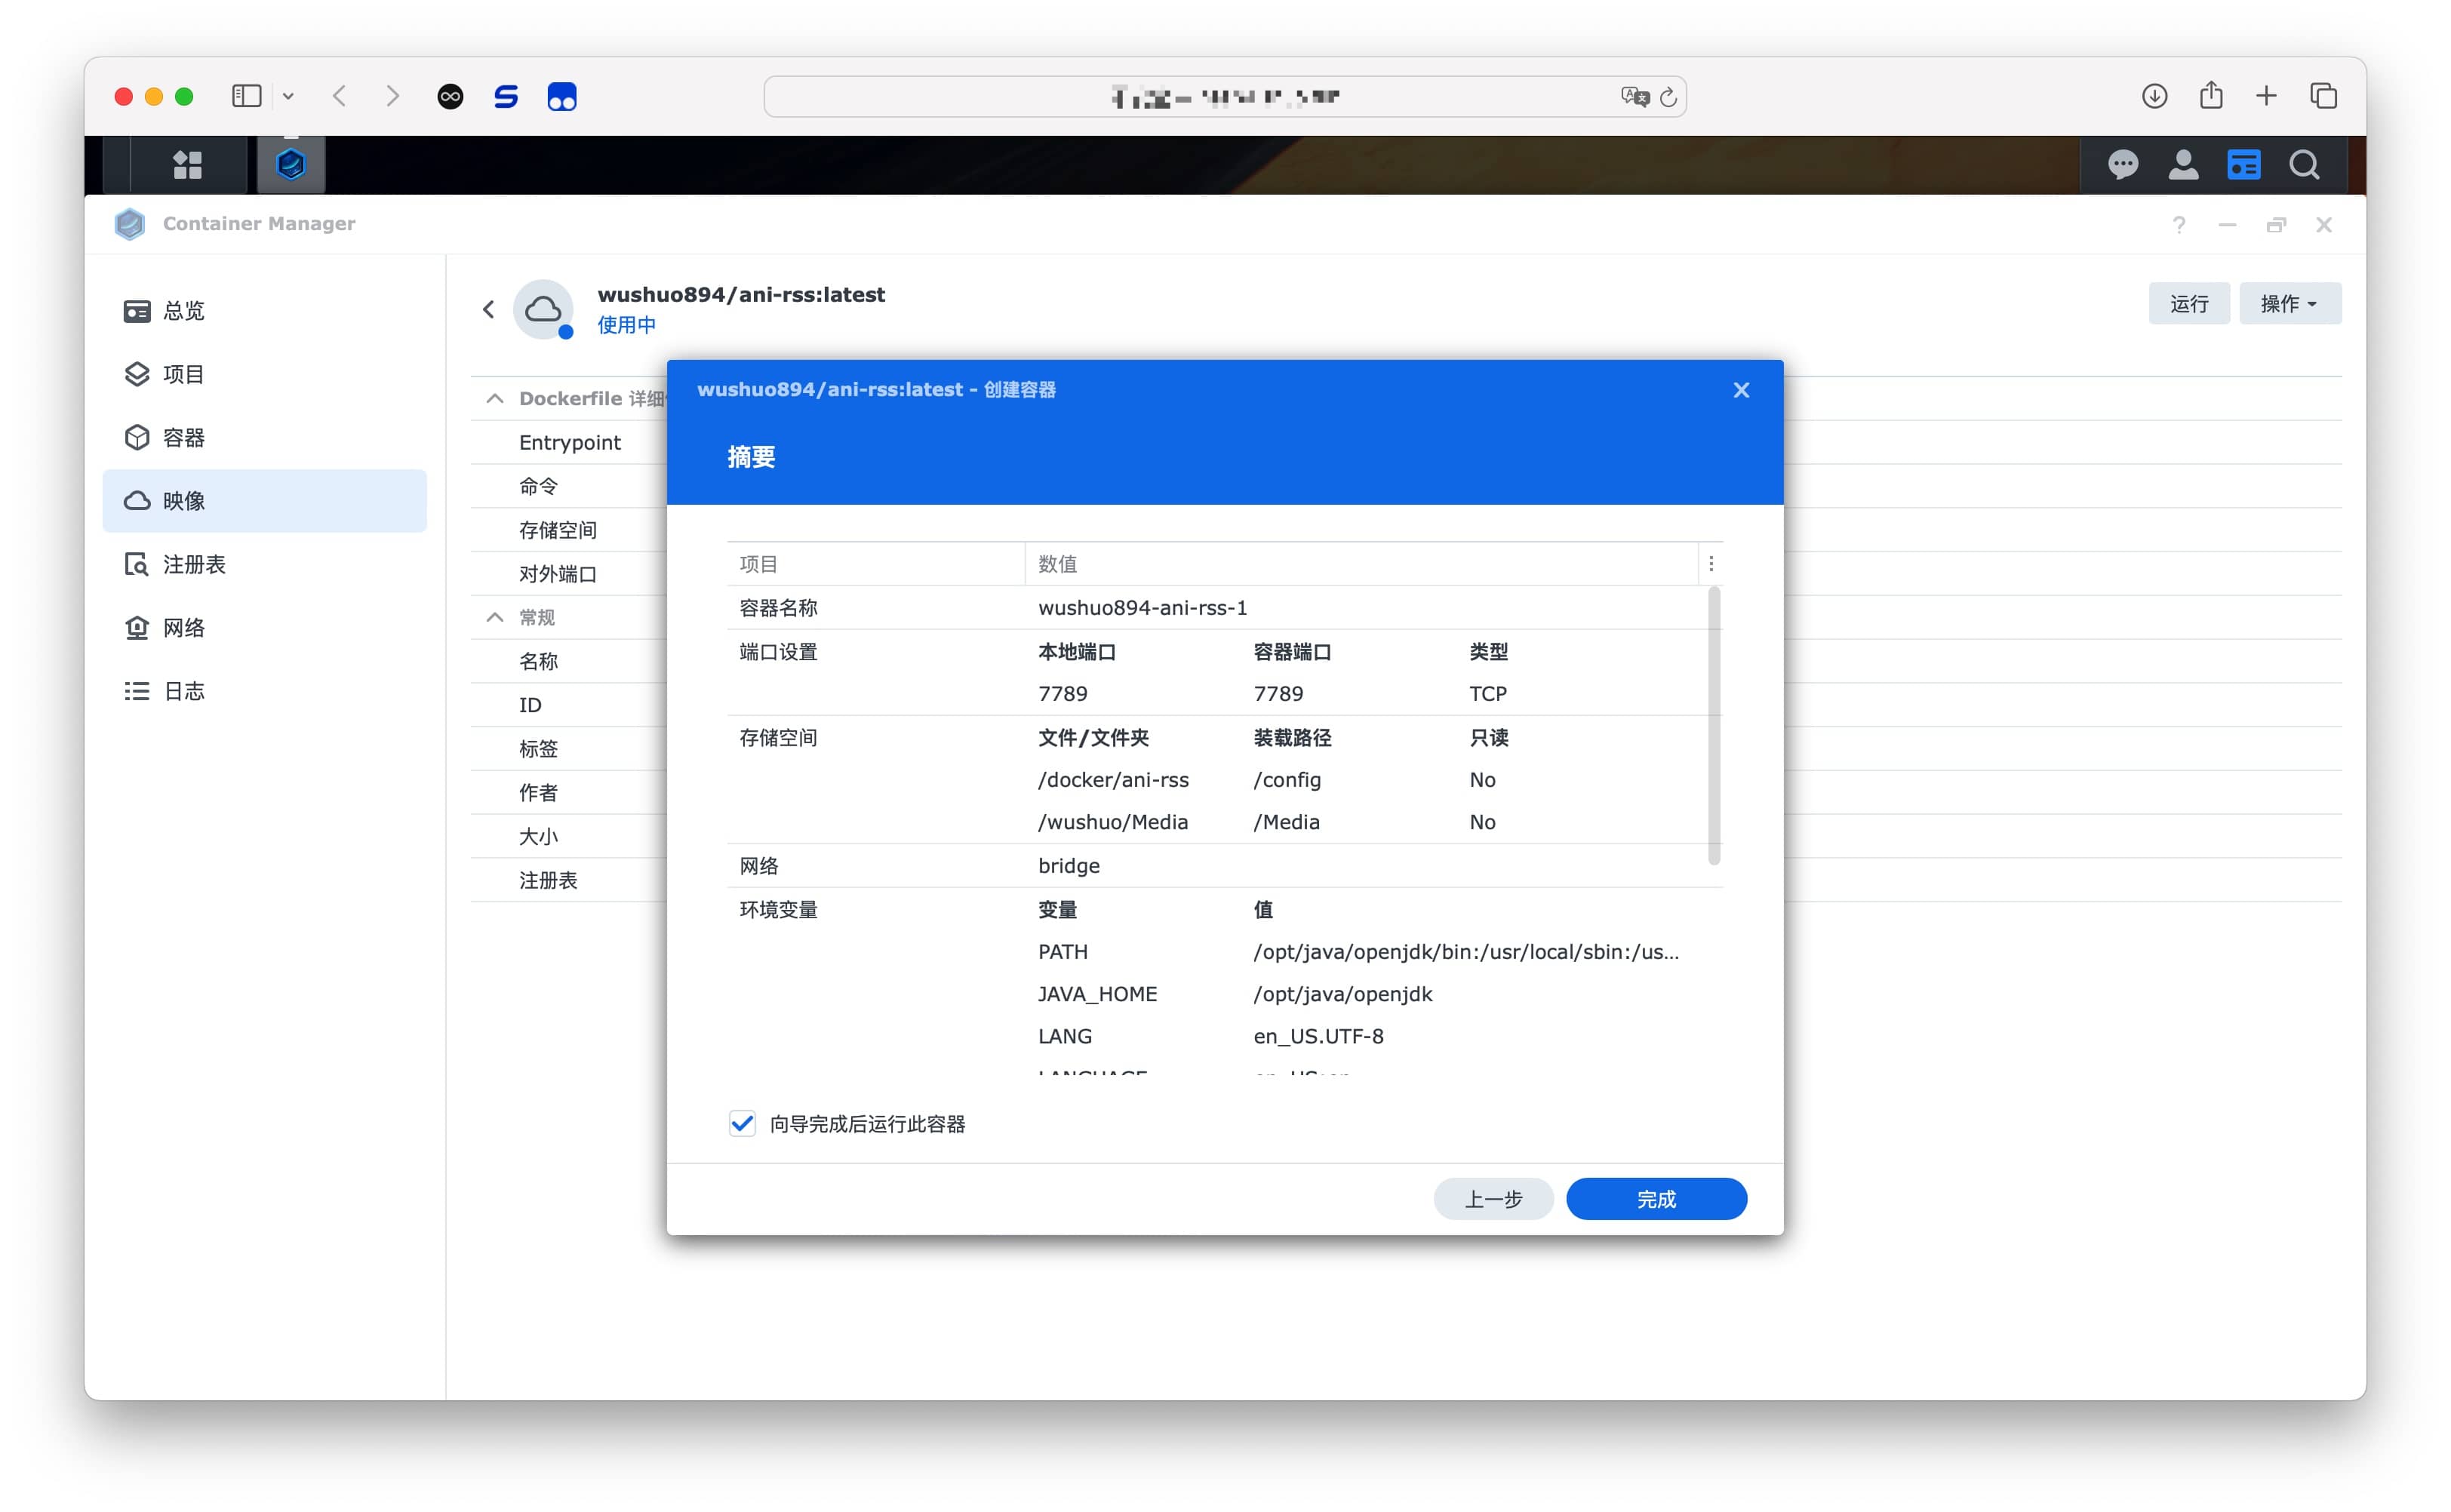 Container Manager
总览
项目
容器
映像
注册表
网络
日志
wushuo894/ani-rss:latest
使用中
运行
操作
Dockerfile 详细
Entrypoint
命令
存储空间
对外端口
常规
名称
ID
标签
作者
大小
注册表
wushuo894/ani-rss:latest - 创建容器
摘要
项目 数值
容器名称 wushuo894-ani-rss-1
端口设置 本地端口 容器端口 类型
7789 7789 TCP
存储空间 文件/文件夹 装载路径 只读
/docker/ani-rss /config No
/wushuo/Media /Media No
网络 bridge
环境变量 变量 值
PATH /opt/java/openjdk/bin:/usr/local/sbin:/us...
JAVA_HOME /opt/java/openjdk
LANG en_US.UTF-8
向导完成后运行此容器
上一步 完成